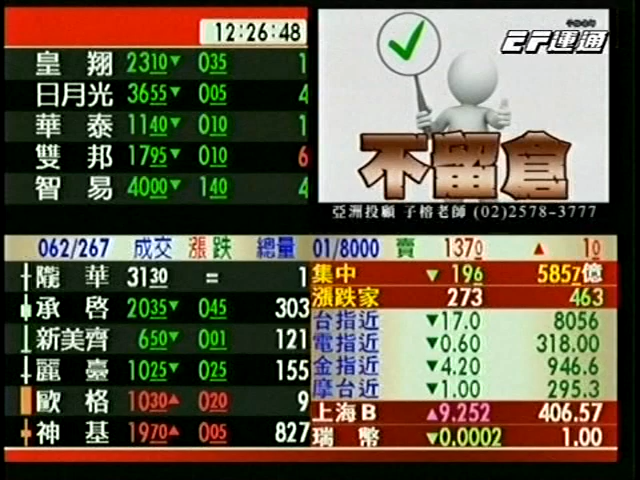 12:26:48
皇 翔 2310▼ 035 1
日月光 3655▼ 005 4
華 泰 1140▼ 010 1
雙 邦 1795▼ 010 6
智 易 4000▼ 140 4
EF運通
不留倉
亞洲投顧 子榕老師 (02)2578-3777
062/267 成交 漲跌 總量
隴 華 3130 = 1
承 啓 2035▼ 045 303
新美齊 650▼ 001 121
麗 臺 1025▼ 025 155
歐 格 1030▲ 020 9
神 基 1970▲ 005 827
01/8000 賣 1370 ▲ 10
集中 ▼ 196 5857億
漲跌家 273 463
台指近 ▼17.0 8056
電指近 ▼0.60 318.00
金指近 ▼4.20 946.6
摩台近 ▼1.00 295.3
上海B ▲9.252 406.57
瑞 幣 ▼0.0002 1.00